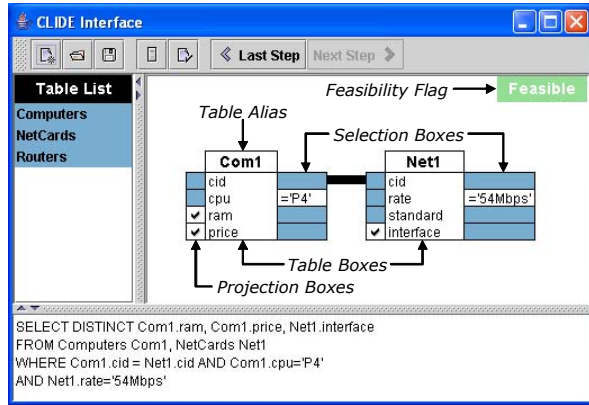 CLIDE Interface
Last Step Next Step
Table List
Computers
NetCards
Routers
Feasibility Flag
Feasible
Table Alias
Selection Boxes
Com1
cid
cpu ='P4'
ram
price
Net1
cid
rate ='54Mbps'
standard
interface
Table Boxes
Projection Boxes
SELECT DISTINCT Com1.ram, Com1.price, Net1.interface
FROM Computers Com1, NetCards Net1
WHERE Com1.cid = Net1.cid AND Com1.cpu='P4'
AND Net1.rate='54Mbps'